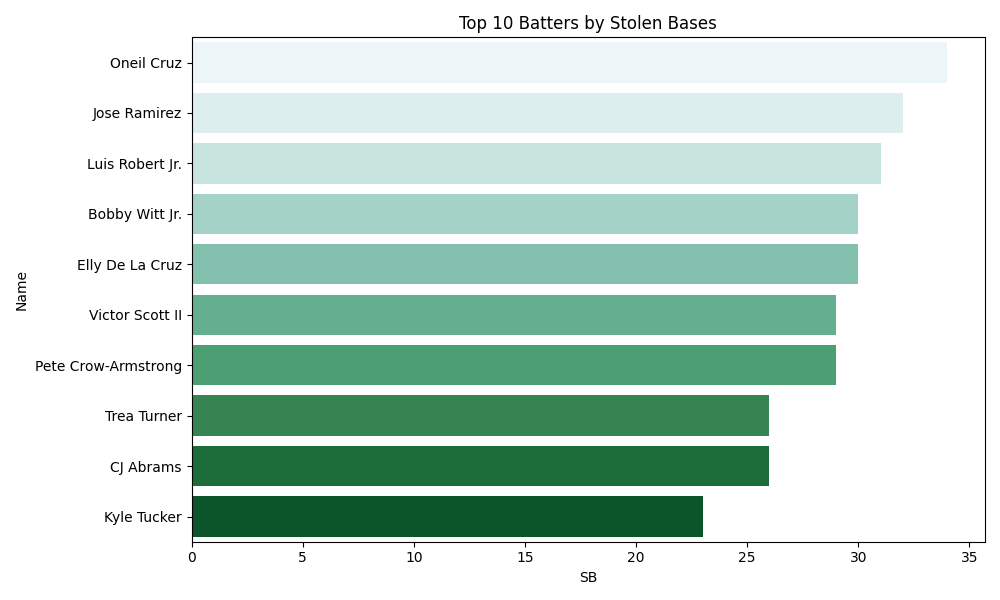 Top 10 Batters by Stolen Bases
Name
Oneil Cruz
Jose Ramirez
Luis Robert Jr.
Bobby Witt Jr.
Elly De La Cruz
Victor Scott II
Pete Crow-Armstrong
Trea Turner
CJ Abrams
Kyle Tucker
0 5 10 15 20 25 30 35
SB